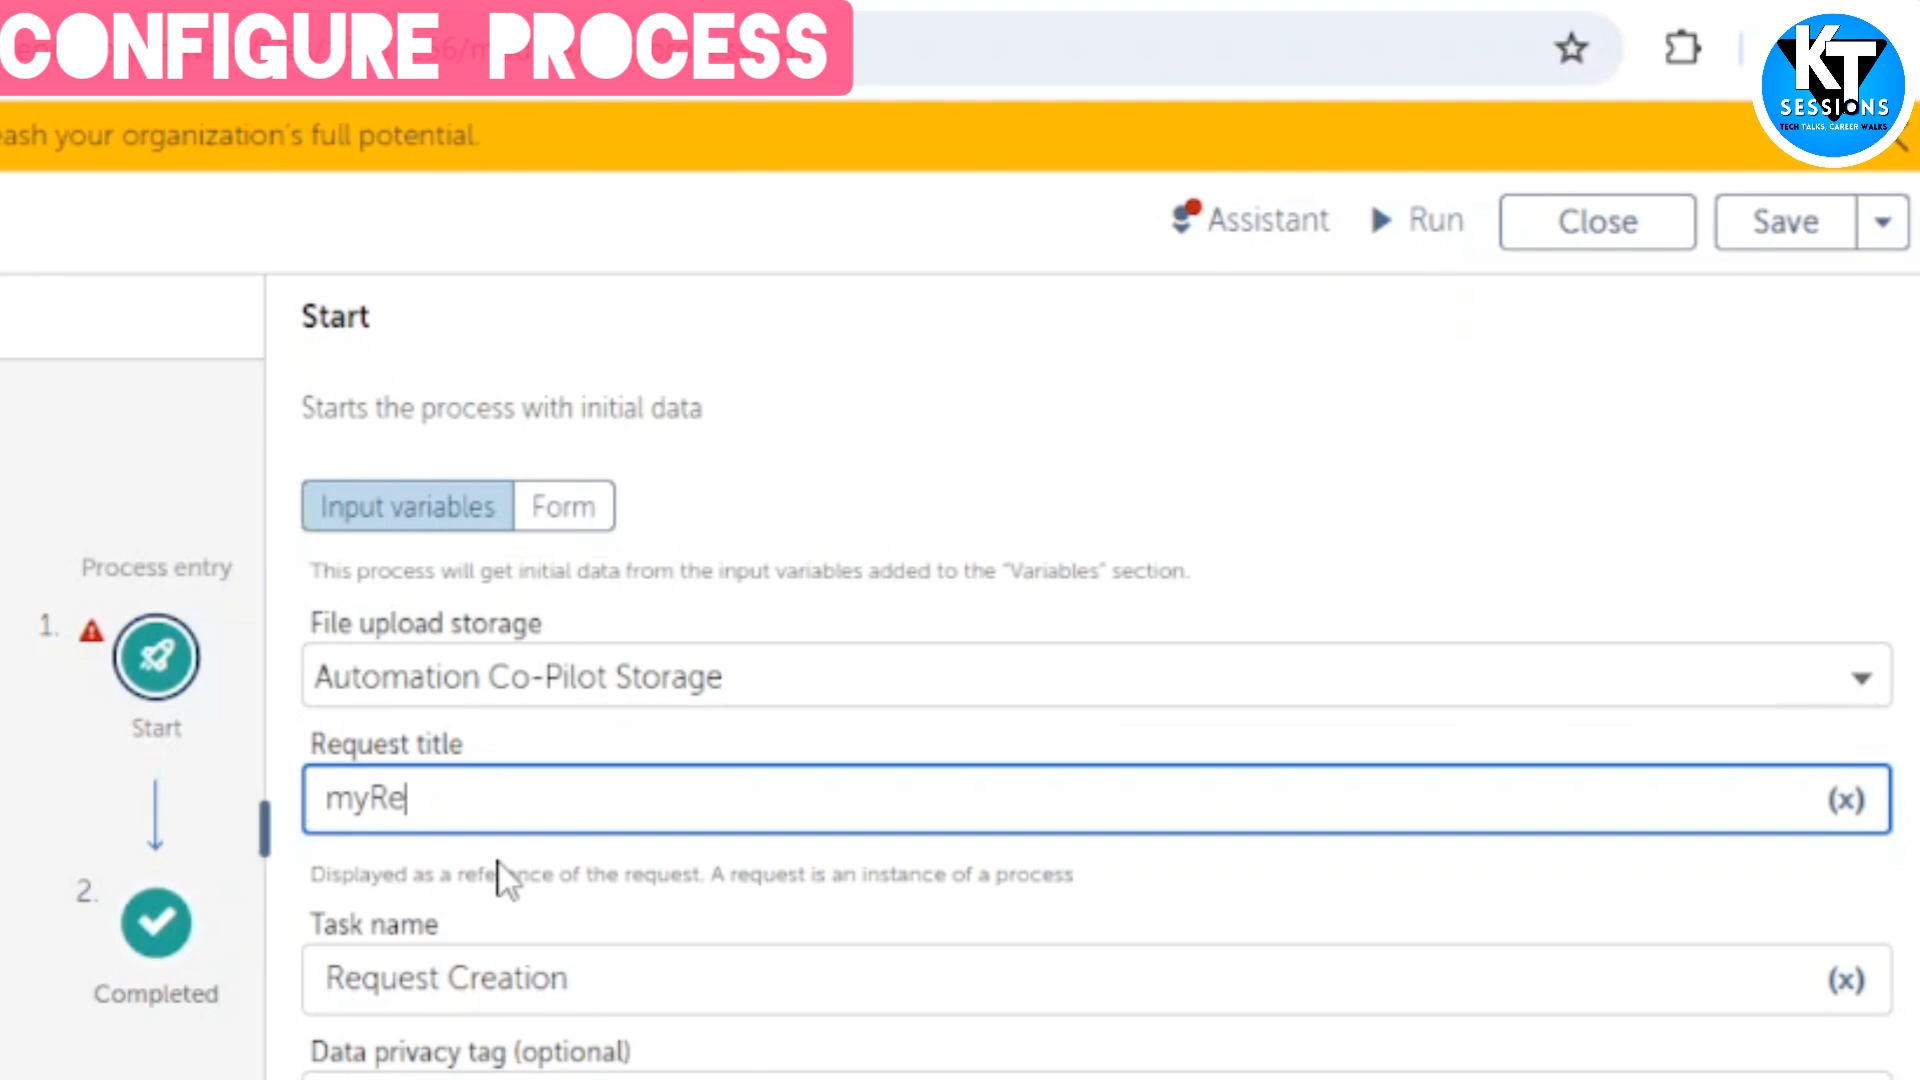 CONFIGURE PROCESS
KT
SESSIONS
TECH TALKS, CAREER WALKS
ash your organization's full potential.
Assistant
Run
Close
Save
Start
Starts the process with initial data
Input variables
Form
This process will get initial data from the input variables added to the "Variables" section.
Process entry
1.
Start
2.
Completed
File upload storage
Automation Co-Pilot Storage
Request title
myRe
(x)
Displayed as a reference of the request. A request is an instance of a process
Task name
Request Creation
(x)
Data privacy tag (optional)